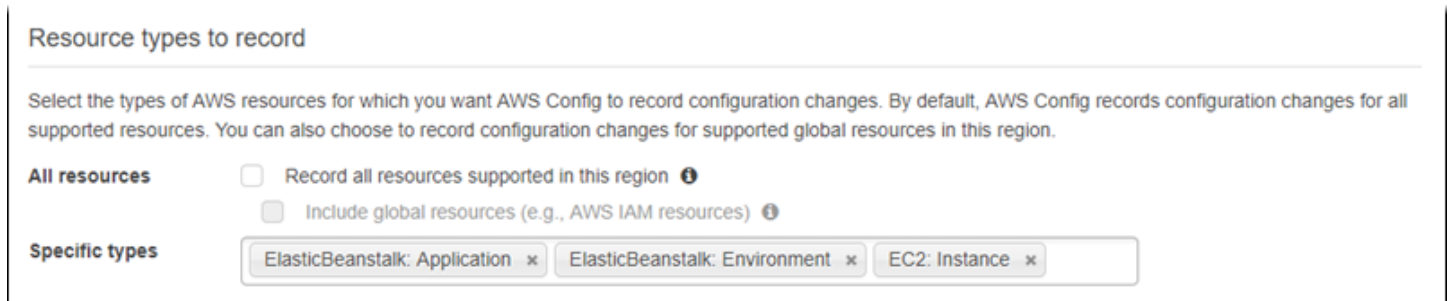 Resource types to record
Select the types of AWS resources for which you want AWS Config to record configuration changes. By default, AWS Config records configuration changes for all
supported resources. You can also choose to record configuration changes for supported global resources in this region.
All resources Record all resources supported in this region
Include global resources (e.g., AWS IAM resources)
Specific types ElasticBeanstalk: Application × ElasticBeanstalk: Environment × EC2: Instance ×